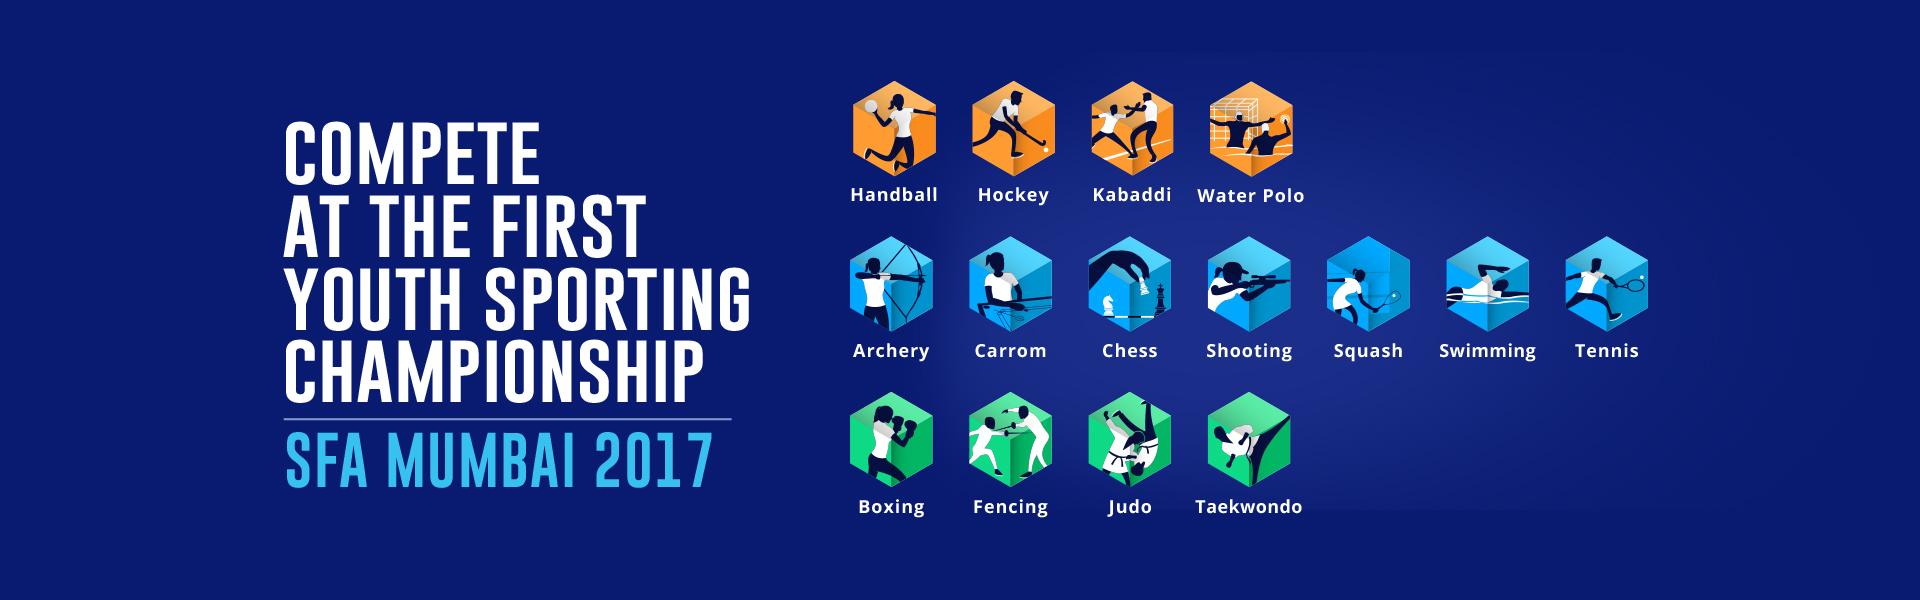 COMPETE
AT THE FIRST
YOUTH SPORTING
CHAMPIONSHIP
SFA MUMBAI 2017
Handball Hockey Kabaddi Water Polo
Archery Carrom Chess Shooting Squash Swimming Tennis
Boxing Fencing Judo Taekwondo